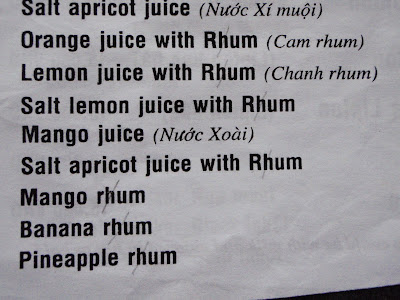 Salt apricot juice (Nước Xí muội)
Orange juice with Rhum (Cam rhum)
Lemon juice with Rhum (Chanh rhum)
Salt lemon juice with Rhum
Mango juice (Nước Xoài)
Salt apricot juice with Rhum
Mango rhum
Banana rhum
Pineapple rhum